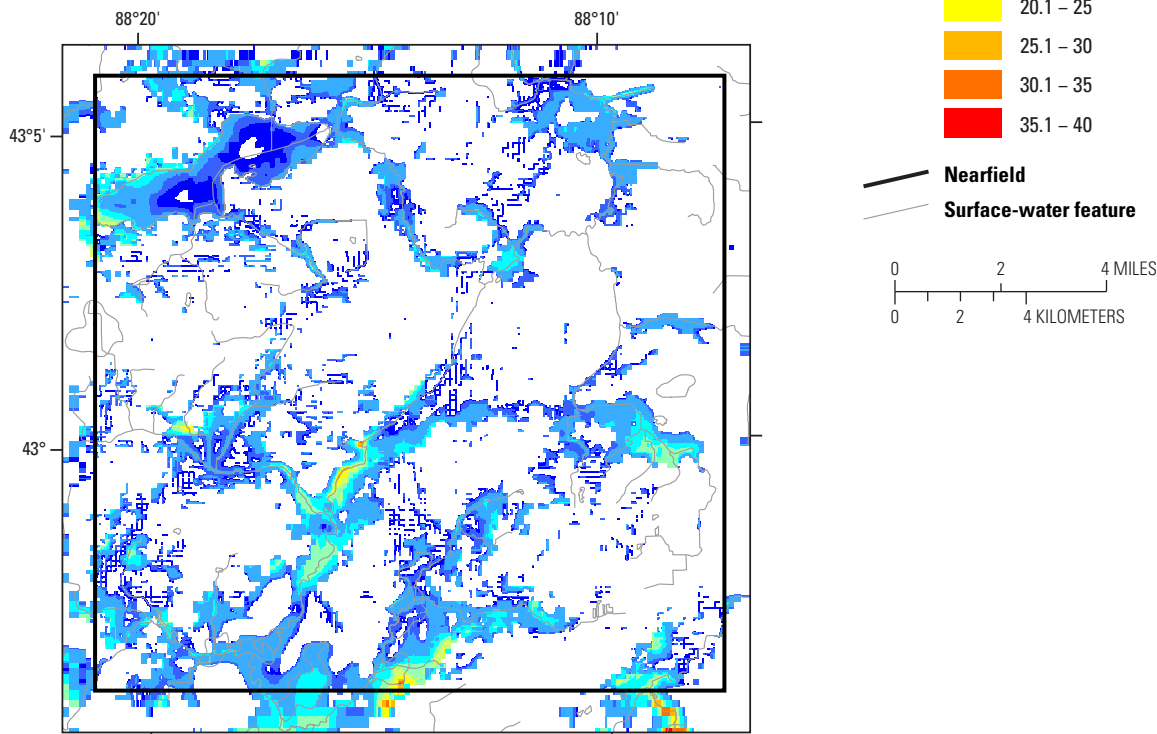 88°20'
88°10'
43°5'
43°
20.1 – 25
25.1 – 30
30.1 – 35
35.1 – 40
Nearfield
Surface-water feature
0 2 4 MILES
0 2 4 KILOMETERS